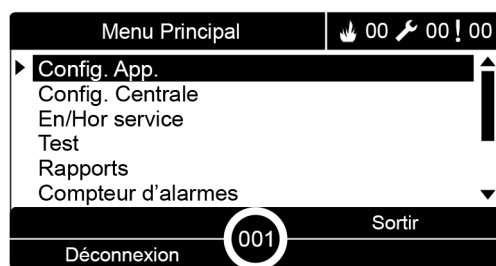 Menu Principal 00 00 ! 00
Config. App.
Config. Centrale
En/Hor service
Test
Rapports
Compteur d'alarmes
Sortir
001
Déconnexion